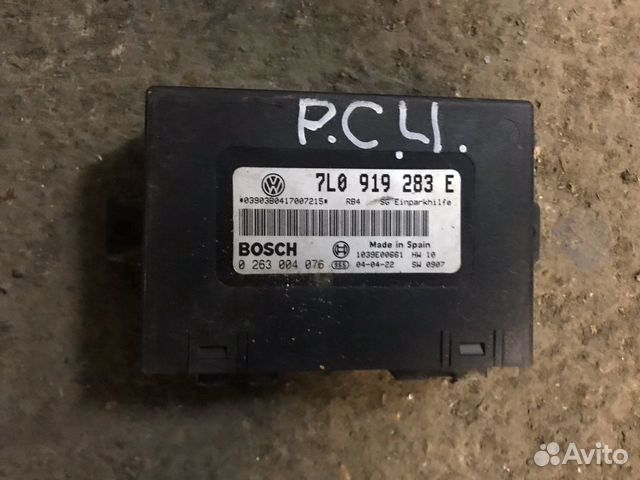 P.C.Ч.
7L0 919 283 E
*03903B0417007215* RB4 SG Einparkhilfe
BOSCH Made in Spain
1039E00661 HW 10
0 263 004 076 04-04-22 SW 0907
Avito